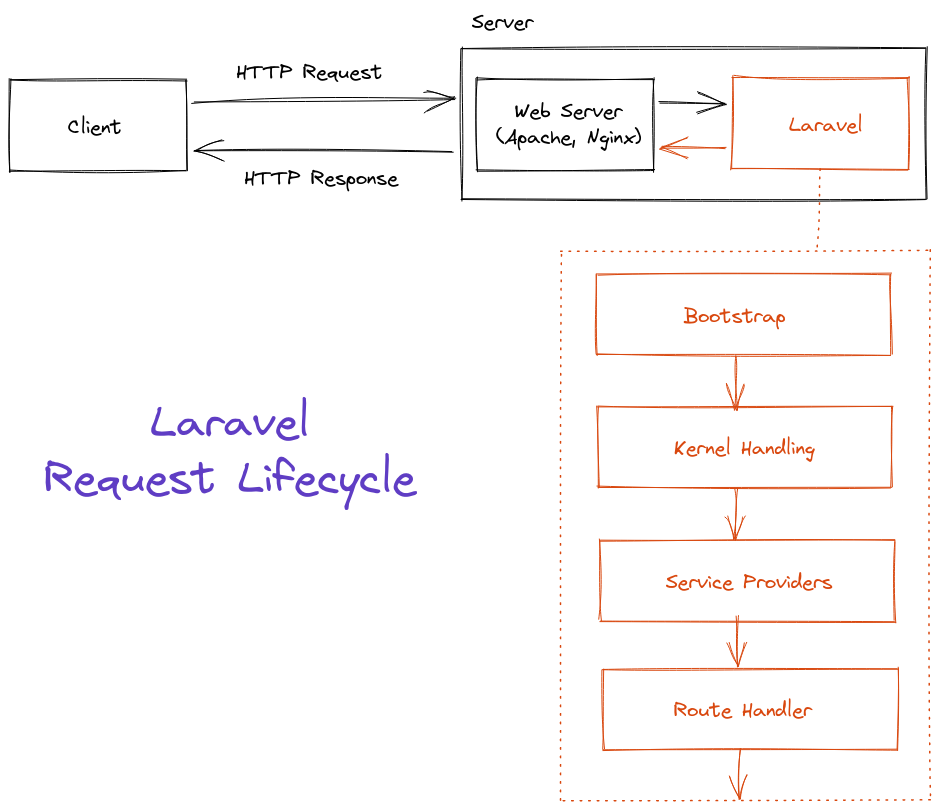 Server
HTTP Request
Client
Web Server
(Apache, Nginx)
Laravel
HTTP Response
Bootstrap
Laravel
Request Lifecycle
Kernel Handling
Service Providers
Route Handler